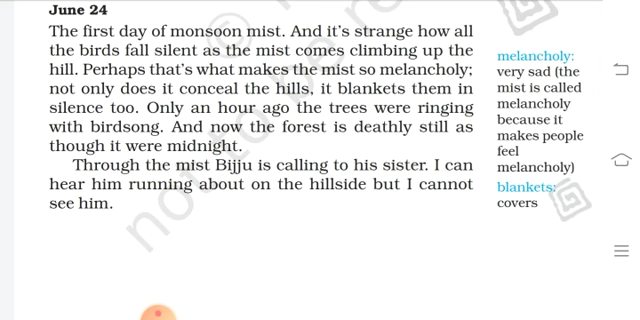 June 24
The first day of monsoon mist. And it's strange how all
the birds fall silent as the mist comes climbing up the
hill. Perhaps that's what makes the mist so melancholy;
not only does it conceal the hills, it blankets them in
silence too. Only an hour ago the trees were ringing
with birdsong. And now the forest is deathly still as
though it were midnight.
Through the mist Bijju is calling to his sister. I can
hear him running about on the hillside but I cannot
see him.
melancholy:
very sad (the
mist is called
melancholy
because it
makes people
feel
melancholy)
blankets:
covers
©
not to be re